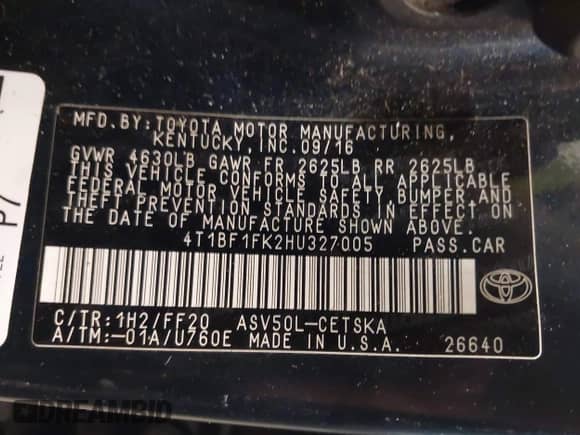 MFD.BY:TOYOTA MOTOR MANUFACTURING,
KENTUCKY, INC. 09/16
GVWR 4630LB GAWR FR 2625LB RR 2625LB
THIS VEHICLE CONFORMS TO ALL APPLICABLE
FEDERAL MOTOR VEHICLE SAFETY, BUMPER, AND
THEFT PREVENTION STANDARDS IN EFFECT ON
THE DATE OF MANUFACTURE SHOWN ABOVE.
4T1BF1FK2HU327005 PASS.CAR
C/TR:1H2/FF20 ASV50L-CETSKA
A/TM:-01A/U760E MADE IN U.S.A. 26640
P7
DREAMBID